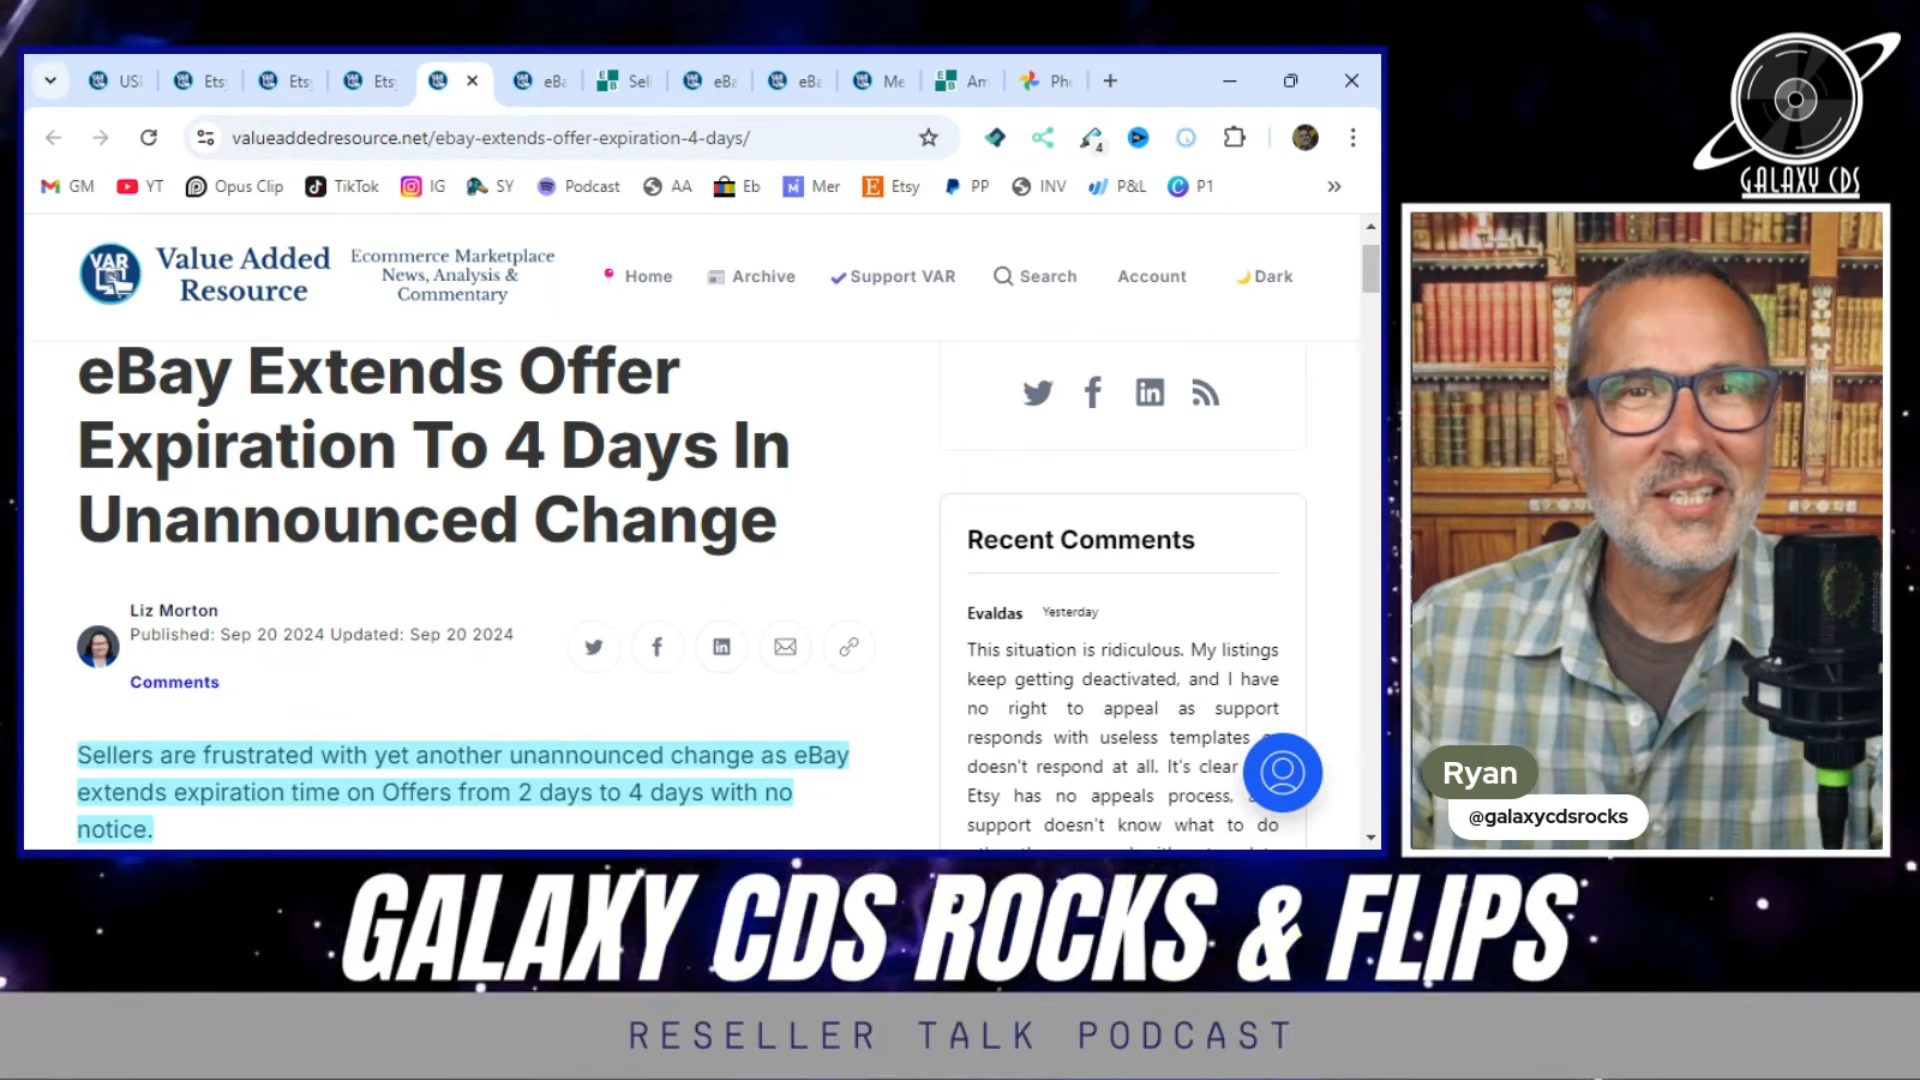 USI
Etsy
Etsy
Etsy
eBa
Sel
eBa
eBa
Me
Am
Pho
valueaddedresource.net/ebay-extends-offer-expiration-4-days/
4
GM
YT
Opus Clip
TikTok
IG
SY
Podcast
AA
Eb
Mer
Etsy
PP
INV
P&L
P1
VAR
Value Added
Resource
Ecommerce Marketplace
News, Analysis &
Commentary
Home
Archive
Support VAR
Search
Account
Dark
eBay Extends Offer
Expiration To 4 Days In
Unannounced Change
Liz Morton
Published: Sep 20 2024 Updated: Sep 20 2024
Comments
Sellers are frustrated with yet another unannounced change as eBay
extends expiration time on Offers from 2 days to 4 days with no
notice.
Recent Comments
Evaldas Yesterday
This situation is ridiculous. My listings
keep getting deactivated, and I have
no right to appeal as support
responds with useless templates
doesn't respond at all. It's clear
Etsy has no appeals process,
support doesn't know what to do
GALAXY CDS
Ryan
@galaxycdsrocks
GALAXY CDS ROCKS & FLIPS
RESELLER TALK PODCAST